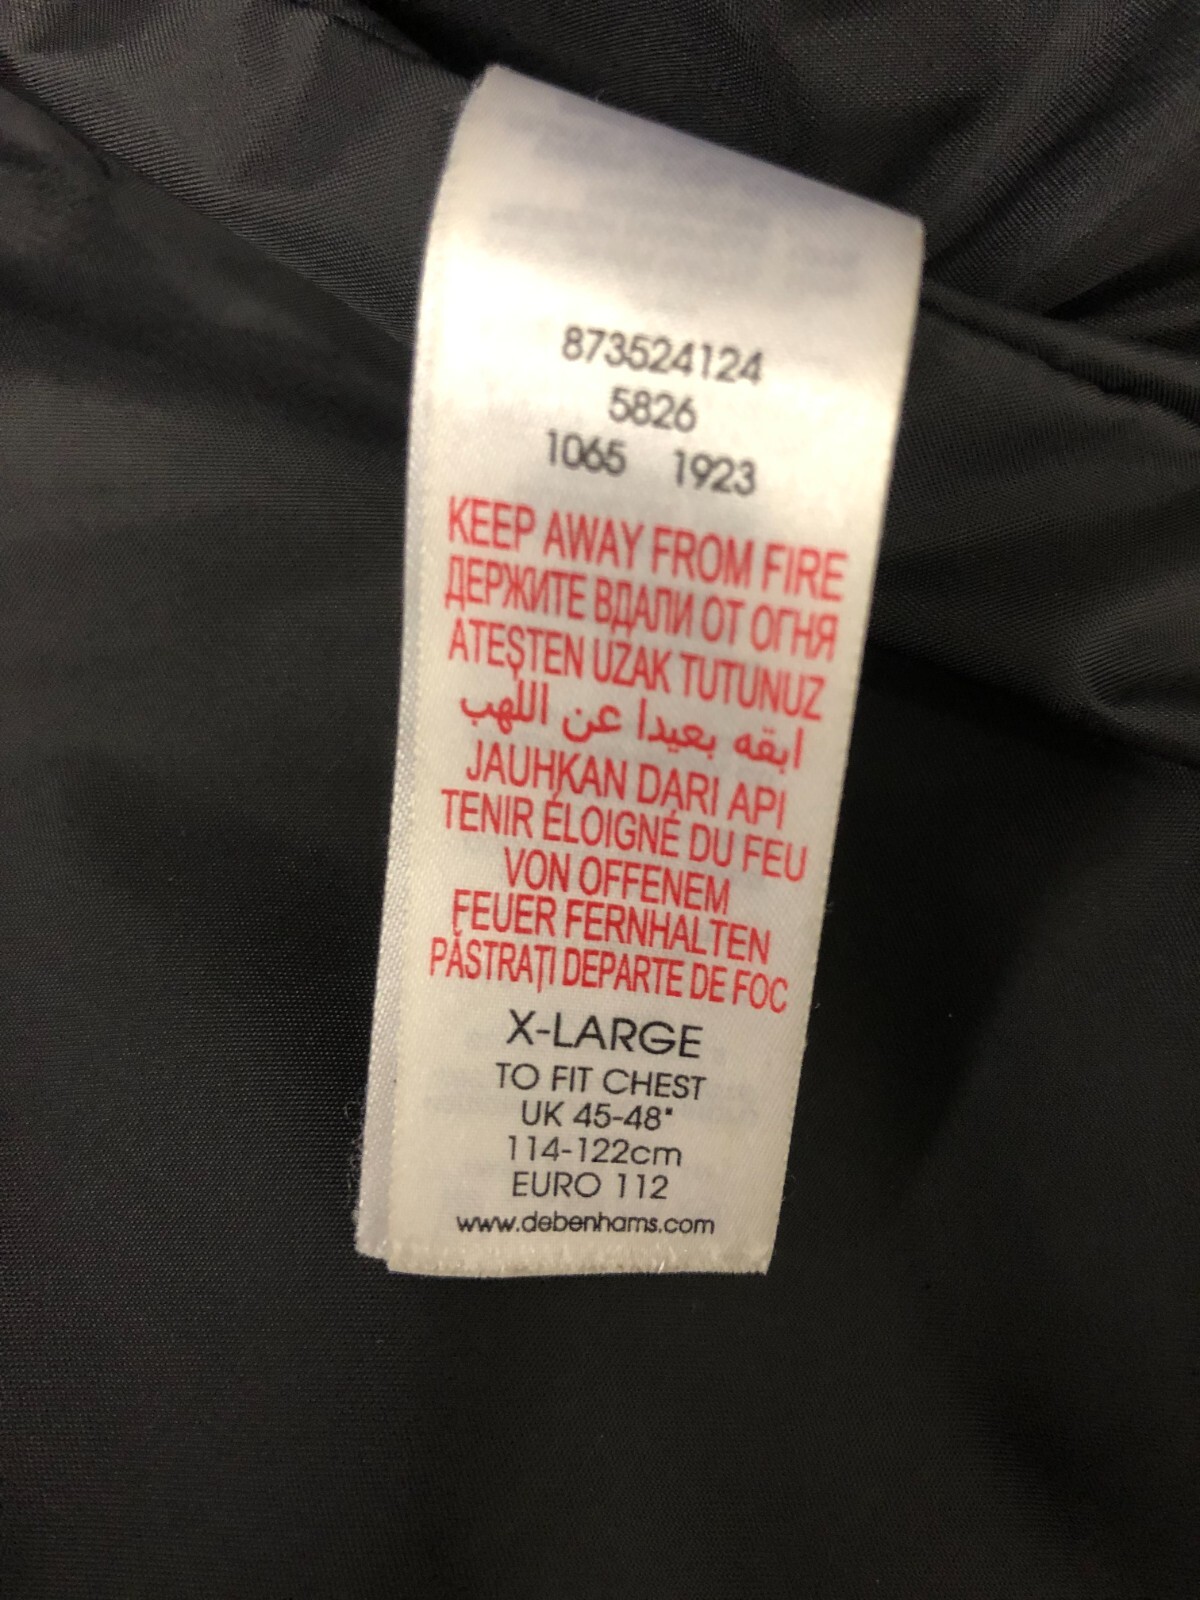 873524124
5826
1065 1923
KEEP AWAY FROM FIRE
ДЕРЖИТЕ ВДАЛИ ОТ ОГНЯ
ATEŞTEN UZAK TUTUNUZ
ابقه بعيدا عن اللهب
JAUHKAN DARI API
TENIR ÉLOIGNÉ DU FEU
VON OFFENEM
FEUER FERNHALTEN
PĂSTRAȚI DEPARTE DE FOC
X-LARGE
TO FIT CHEST
UK 45-48"
114-122cm
EURO 112
www.debenhams.com